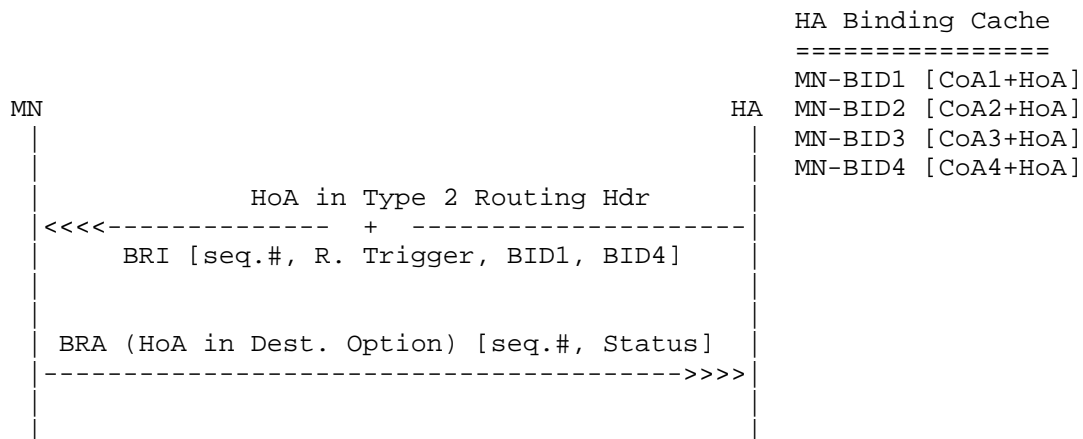 HA Binding Cache
================
MN-BID1 [CoA1+HoA]
MN HA MN-BID2 [CoA2+HoA]
| | MN-BID3 [CoA3+HoA]
| | MN-BID4 [CoA4+HoA]
| HoA in Type 2 Routing Hdr |
|<<<<-------------- + ---------------------|
| BRI [seq.#, R. Trigger, BID1, BID4] |
| |
| |
| BRA (HoA in Dest. Option) [seq.#, Status] |
|---------------------------------------->>>>|
| |
| |